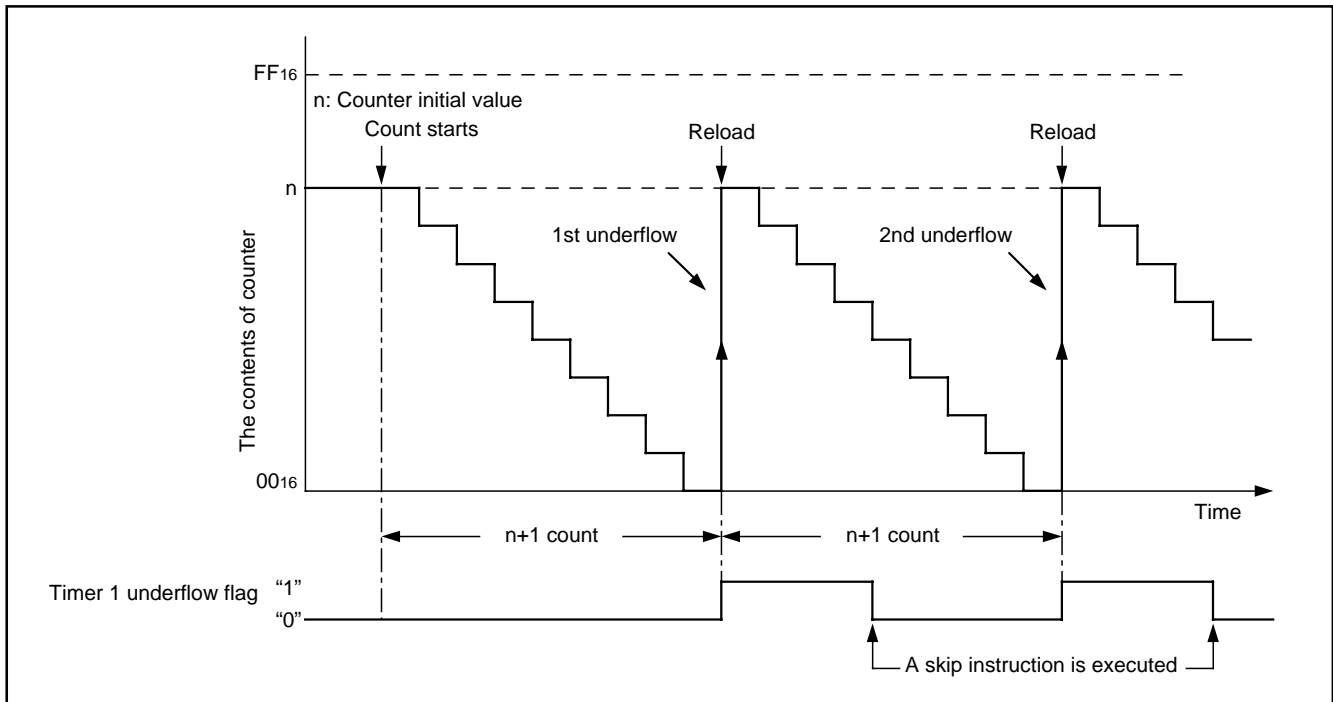 FF16
n: Counter initial value
Count starts
Reload
Reload
n
1st underflow
2nd underflow
The contents of counter
0016
Time
n+1 count
n+1 count
Timer 1 underflow flag
“1”
“0”
A skip instruction is executed